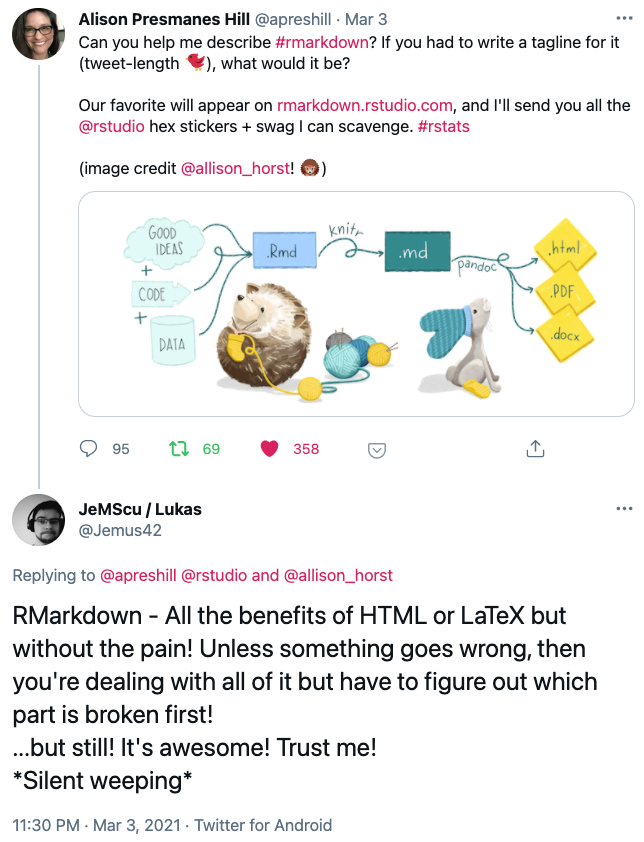 Alison Presmanes Hill @apreshill · Mar 3
Can you help me describe #rmarkdown? If you had to write a tagline for it
(tweet-length 🐦), what would it be?
Our favorite will appear on rmarkdown.rstudio.com, and I'll send you all the
@rstudio hex stickers + swag I can scavenge. #rstats
(image credit @allison_horst! 🦔)
GOOD
IDEAS
+
CODE
+
DATA
.Rmd
knitr
.md
pandoc
.html
.PDF
.docx
95 69 358
JeMScu / Lukas
@Jemus42
Replying to @apreshill @rstudio and @allison_horst
RMarkdown - All the benefits of HTML or LaTeX but
without the pain! Unless something goes wrong, then
you're dealing with all of it but have to figure out which
part is broken first!
...but still! It's awesome! Trust me!
*Silent weeping*
11:30 PM · Mar 3, 2021 · Twitter for Android